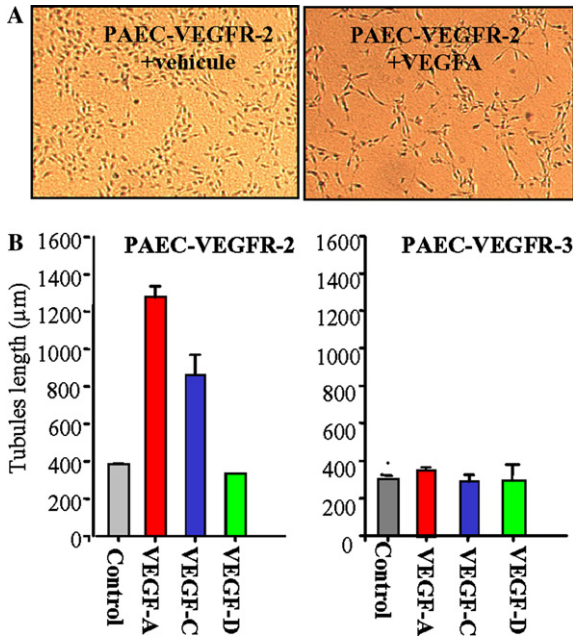 A
PAEC-VEGFR-2
+vehicule
PAEC-VEGFR-2
+VEGFA
B
PAEC-VEGFR-2
Tubules length (µm)
1600
1400
1200
1000
800
600
400
200
0
Control
VEGF-A
VEGF-C
VEGF-D
PAEC-VEGFR-3
1600
1400
1200
1000
800
600
400
200
0
Control
VEGF-A
VEGF-C
VEGF-D